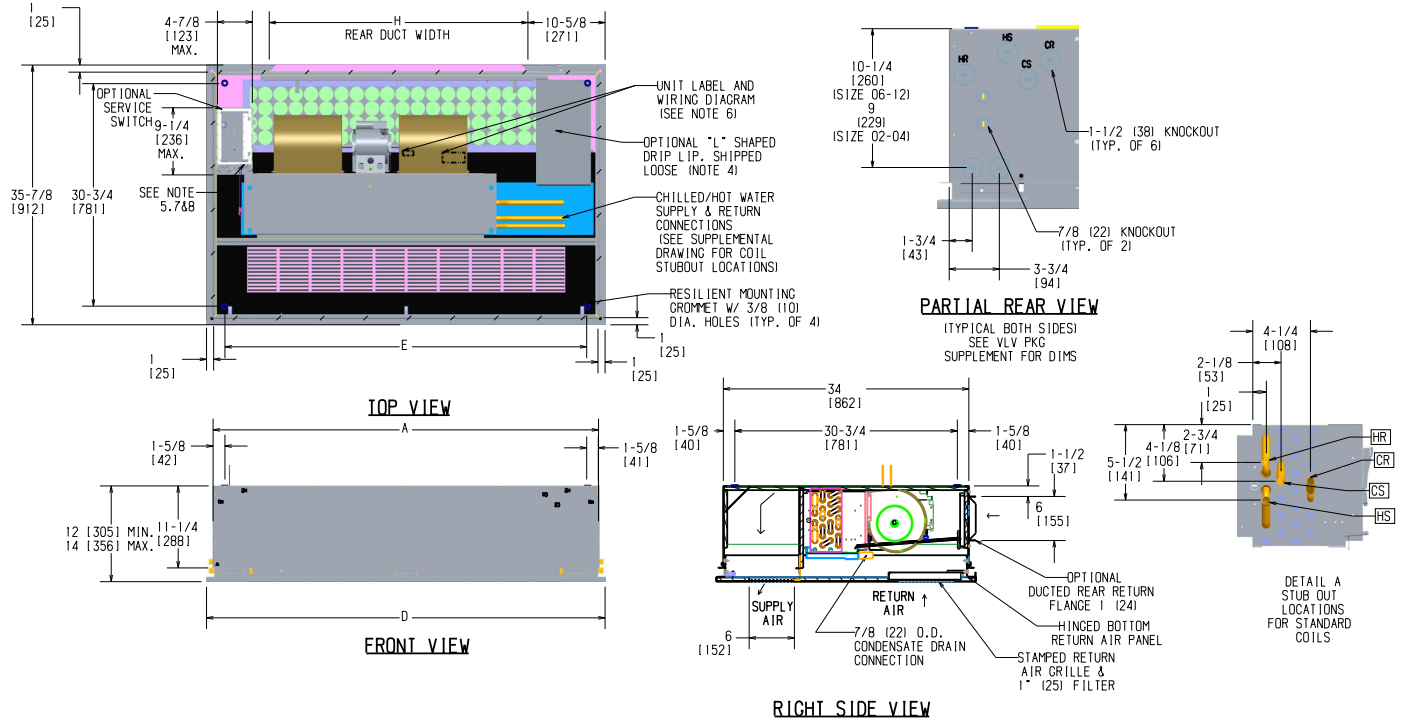 1
[25]
4-7/8
[123]
MAX.
H
REAR DUCT WIDTH
10-5/8
[271]
OPTIONAL
SERVICE
SWITCH
9-1/4
[236]
MAX.
35-7/8
[912]
30-3/4
[781]
SEE NOTE
5,7&8
UNIT LABEL AND
WIRING DIAGRAM
(SEE NOTE 6)
OPTIONAL "L" SHAPED
DRIP LIP. SHIPPED
LOOSE (NOTE 4)
CHILLED/HOT WATER
SUPPLY & RETURN
CONNECTIONS
(SEE SUPPLEMENTAL
DRAWING FOR COIL
STUBOUT LOCATIONS)
RESILIENT MOUNTING
GROMMET W/ 3/8 (10)
DIA. HOLES (TYP. OF 4)
1
[25]
E
1
[25]
1
[25]
TOP VIEW
HR
HS
CS
CR
10-1/4
[260]
(SIZE 06-12)
9
(229)
(SIZE 02-04)
1-1/2 (38) KNOCKOUT
(TYP. OF 6)
7/8 (22) KNOCKOUT
(TYP. OF 2)
1-3/4
[43]
3-3/4
[94]
PARTIAL REAR VIEW
(TYPICAL BOTH SIDES)
SEE VLV PKG
SUPPLEMENT FOR DIMS
A
1-5/8
[42]
1-5/8
[41]
12 [305] MIN.
14 [356] MAX.
11-1/4
[288]
A
D
FRONT VIEW
34
[862]
1-5/8
[40]
30-3/4
[781]
1-5/8
[40]
1-1/2
[37]
6
[155]
SUPPLY
AIR
RETURN
AIR
6
[152]
7/8 (22) O.D.
CONDENSATE DRAIN
CONNECTION
OPTIONAL
DUCTED REAR RETURN
FLANGE 1 (24)
HINGED BOTTOM
RETURN AIR PANEL
STAMPED RETURN
AIR GRILLE &
1" (25) FILTER
RIGHT SIDE VIEW
4-1/4
[108]
2-1/8
[53]
1
[25]
2-3/4
[71]
4-1/8
[106]
5-1/2
[141]
HR
CR
CS
HS
DETAIL A
STUB OUT
LOCATIONS
FOR STANDARD
COILS